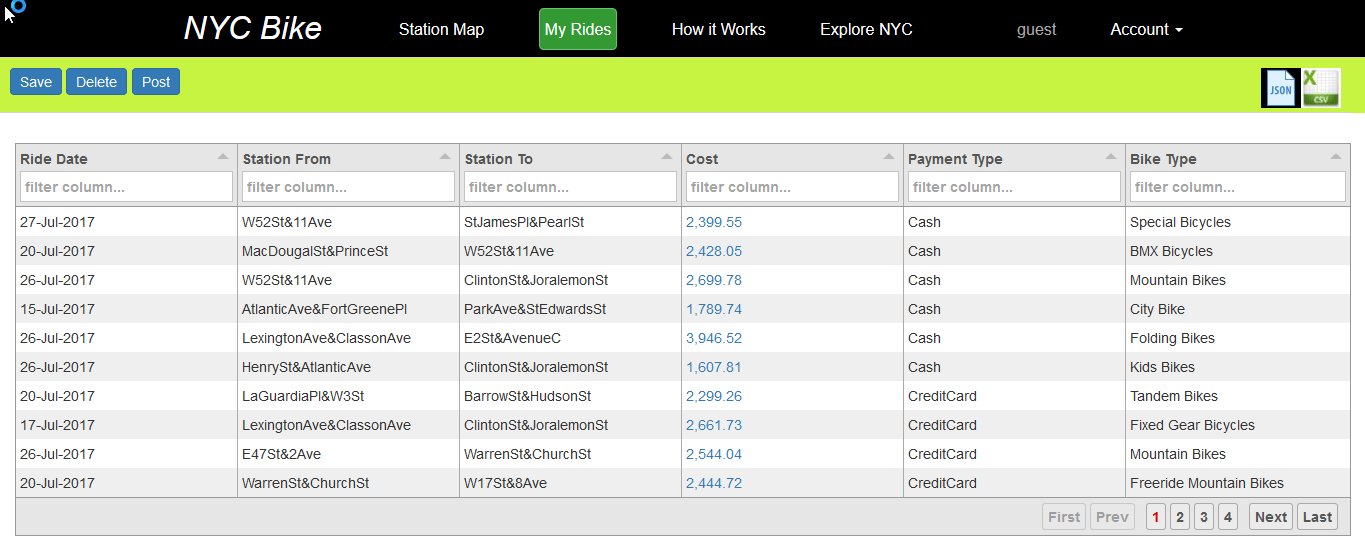 NYC Bike Station Map My Rides How it Works Explore NYC guest Account
Save Delete Post JSON X CSV
Ride Date Station From Station To Cost Payment Type Bike Type
filter column... filter column... filter column... filter column... filter column... filter column...
27-Jul-2017 W52St&11Ave StJamesPl&PearlSt 2,399.55 Cash Special Bicycles
20-Jul-2017 MacDougalSt&PrinceSt W52St&11Ave 2,428.05 Cash BMX Bicycles
26-Jul-2017 W52St&11Ave ClintonSt&JoralemonSt 2,699.78 Cash Mountain Bikes
15-Jul-2017 AtlanticAve&FortGreenePl ParkAve&StEdwardsSt 1,789.74 Cash City Bike
26-Jul-2017 LexingtonAve&ClassonAve E2St&AvenueC 3,946.52 Cash Folding Bikes
26-Jul-2017 HenrySt&AtlanticAve ClintonSt&JoralemonSt 1,607.81 Cash Kids Bikes
20-Jul-2017 LaGuardiaPl&W3St BarrowSt&HudsonSt 2,299.26 CreditCard Tandem Bikes
17-Jul-2017 LexingtonAve&ClassonAve ClintonSt&JoralemonSt 2,661.73 CreditCard Fixed Gear Bicycles
26-Jul-2017 E47St&2Ave WarrenSt&ChurchSt 2,544.04 CreditCard Mountain Bikes
20-Jul-2017 WarrenSt&ChurchSt W17St&8Ave 2,444.72 CreditCard Freeride Mountain Bikes
First Prev 1 2 3 4 Next Last